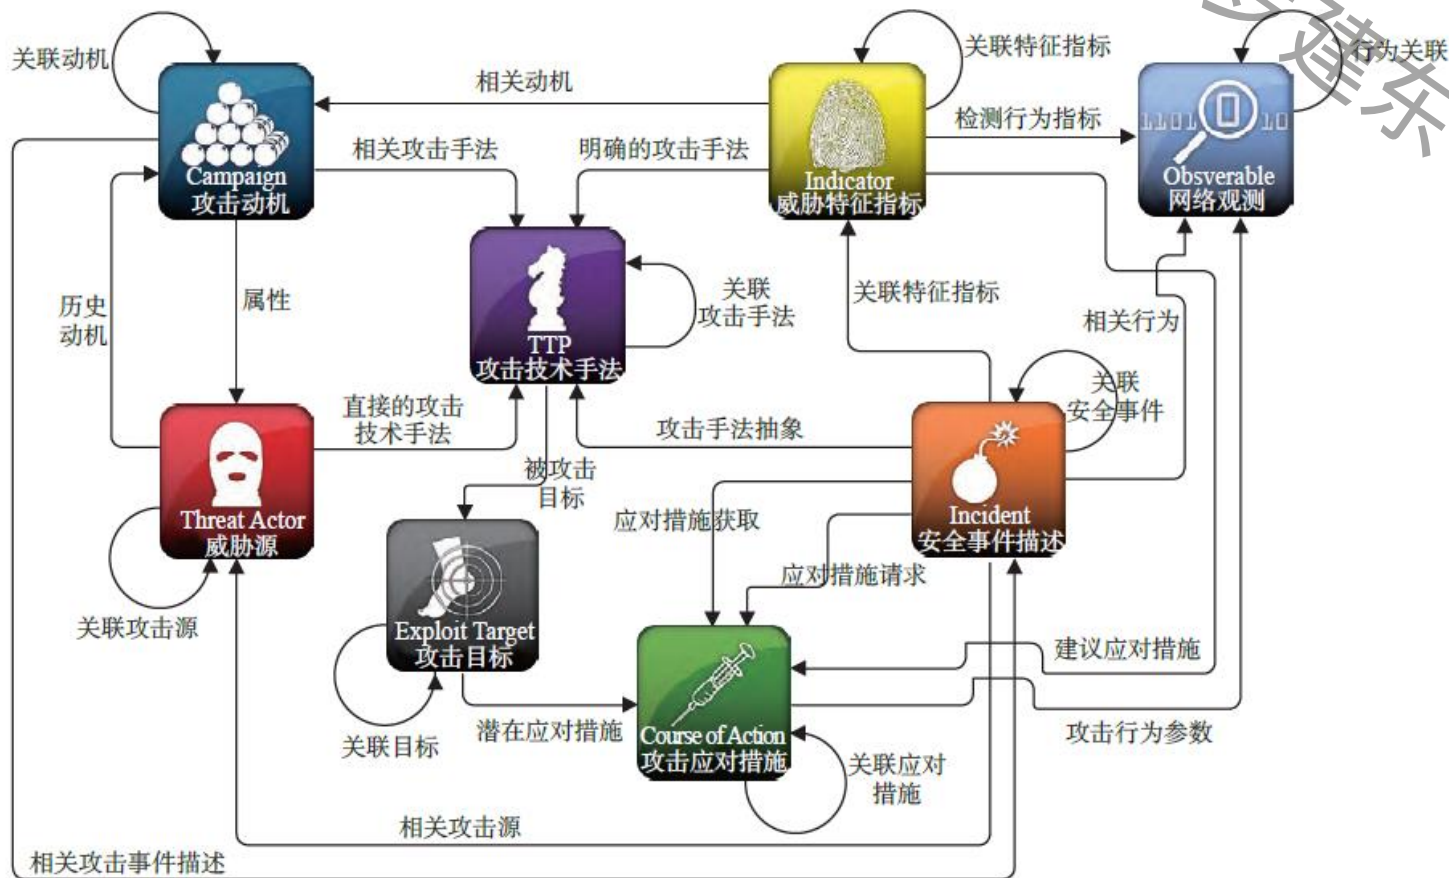 关联动机
相关动机
关联特征指标
行为关联
建东
检测行为指标
1101 0 10
相关攻击手法
明确的攻击手法
Campaign
攻击动机
Indicator
威胁特征指标
Obsverable
网络观测
历史
动机
属性
TTP
攻击技术手法
关联
攻击手法
关联特征指标
相关行为
直接的攻击
技术手法
攻击手法抽象
关联
安全事件
被攻击
目标
Threat Actor
威胁源
应对措施获取
Incident
安全事件描述
应对措施请求
关联攻击源
Exploit Target
攻击目标
建议应对措施
关联目标
潜在应对措施
Course of Action
攻击应对措施
攻击行为参数
关联应对
措施
相关攻击源
相关攻击事件描述